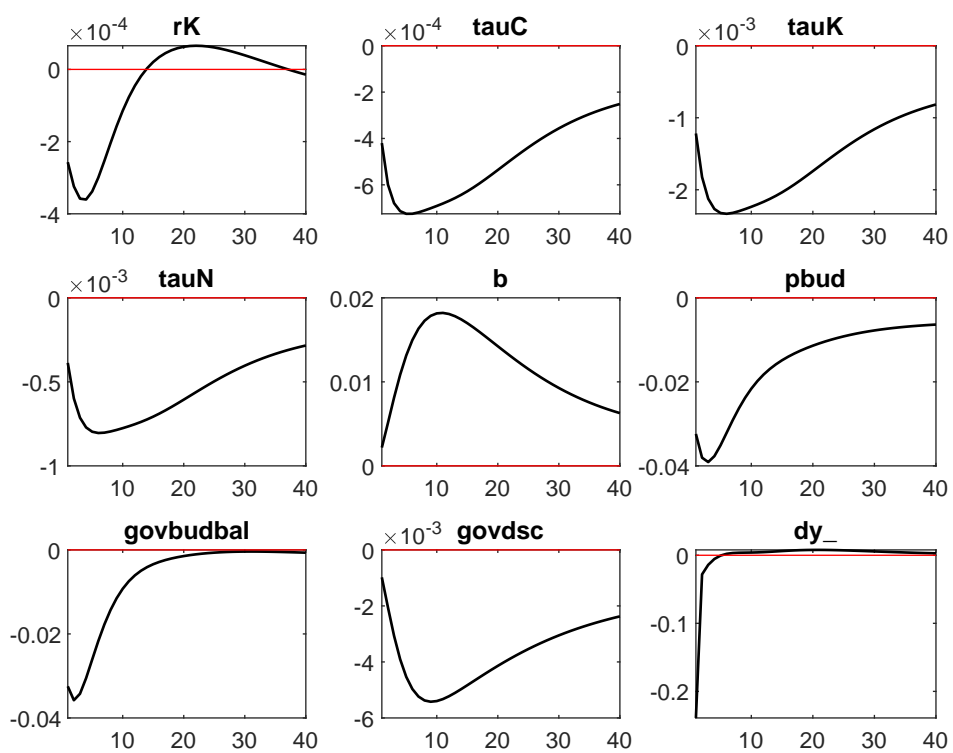 ×10⁻⁴ rK
0
-2
-4
10 20 30 40
×10⁻⁴ tauC
0
-2
-4
-6
10 20 30 40
×10⁻³ tauK
0
-1
-2
10 20 30 40
×10⁻³ tauN
0
-0.5
-1
10 20 30 40
b
0.02
0.01
0
10 20 30 40
pbud
0
-0.02
-0.04
10 20 30 40
govbudbal
0
-0.02
-0.04
10 20 30 40
×10⁻³ govdsc
0
-2
-4
-6
10 20 30 40
dy_
0
-0.1
-0.2
10 20 30 40